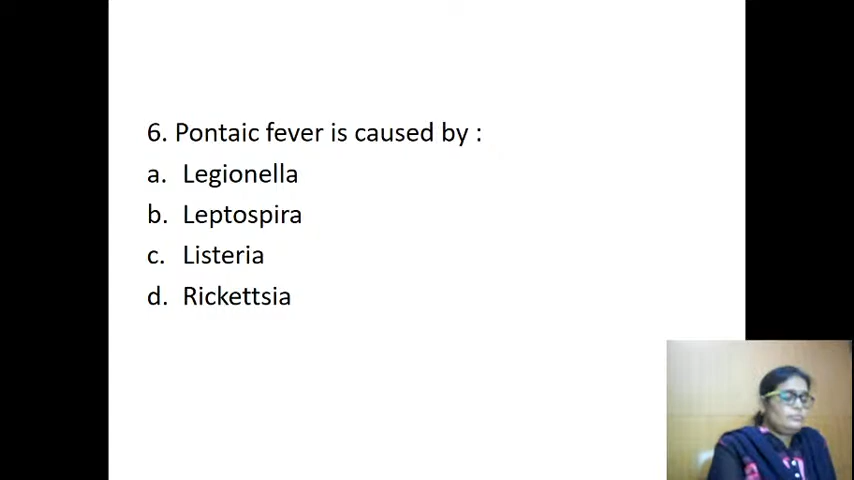 6. Pontaic fever is caused by :
a. Legionella
b. Leptospira
c. Listeria
d. Rickettsia